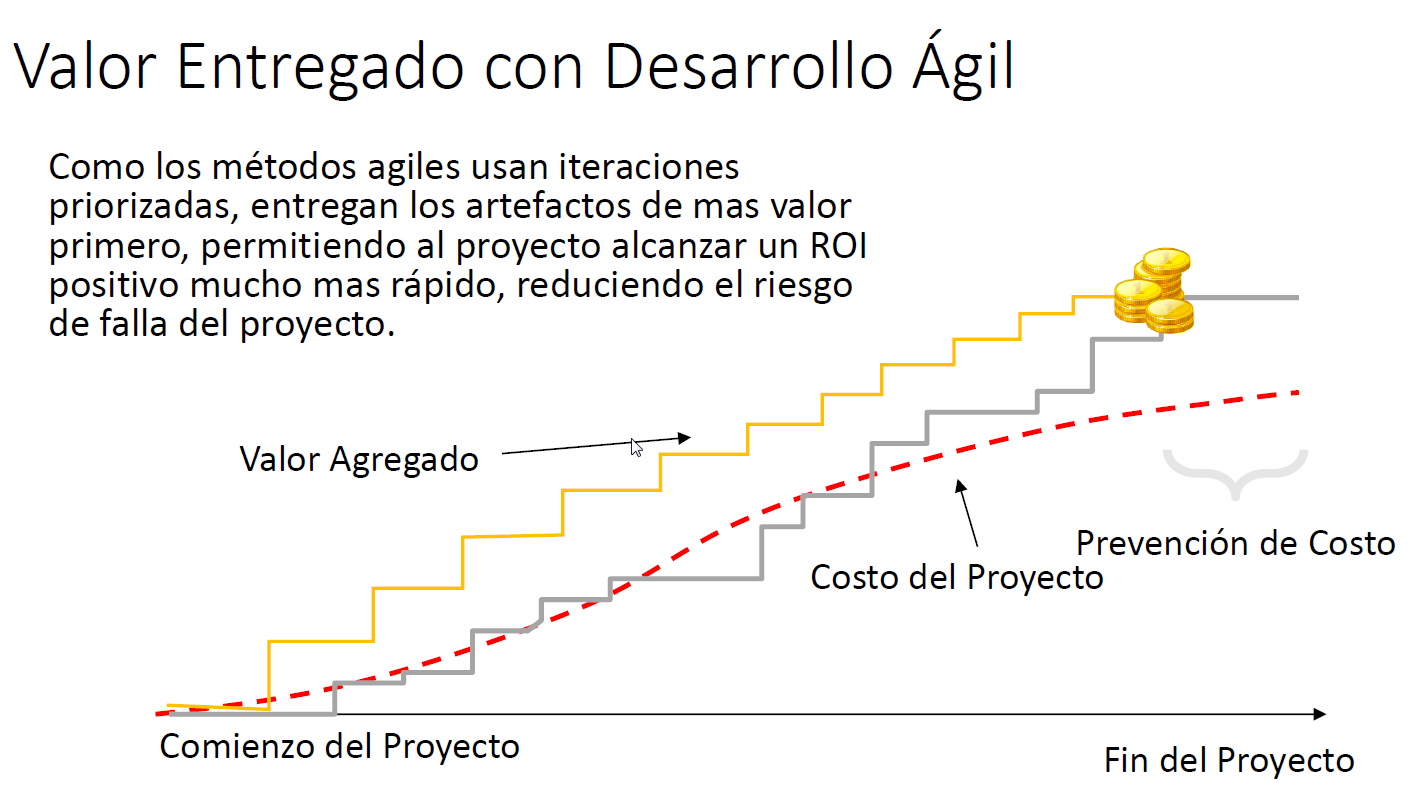 Valor Entregado con Desarrollo Ágil
Como los métodos agiles usan iteraciones
priorizadas, entregan los artefactos de mas valor
primero, permitiendo al proyecto alcanzar un ROI
positivo mucho mas rápido, reduciendo el riesgo
de falla del proyecto.
Valor Agregado
Prevención de Costo
Costo del Proyecto
Comienzo del Proyecto
Fin del Proyecto